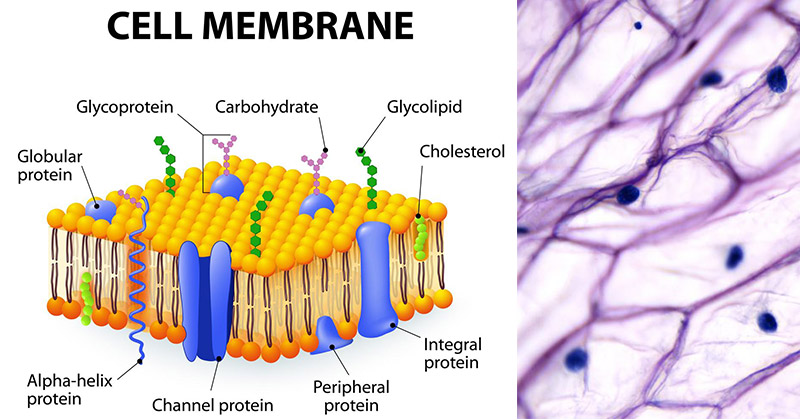 CELL MEMBRANE
Glycoprotein
Carbohydrate
Glycolipid
Globular
protein
Cholesterol
Integral
protein
Alpha-helix
protein
Channel protein
Peripheral
protein